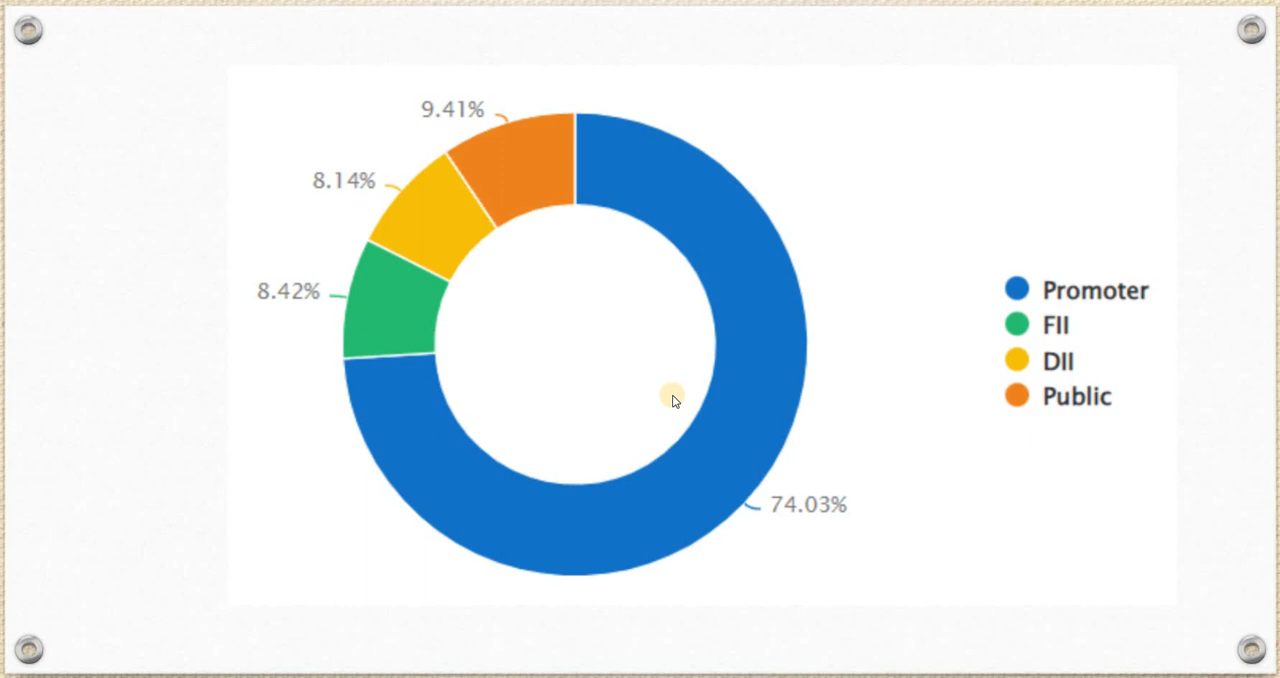 9.41%
8.14%
8.42%
74.03%
Promoter
FII
DII
Public